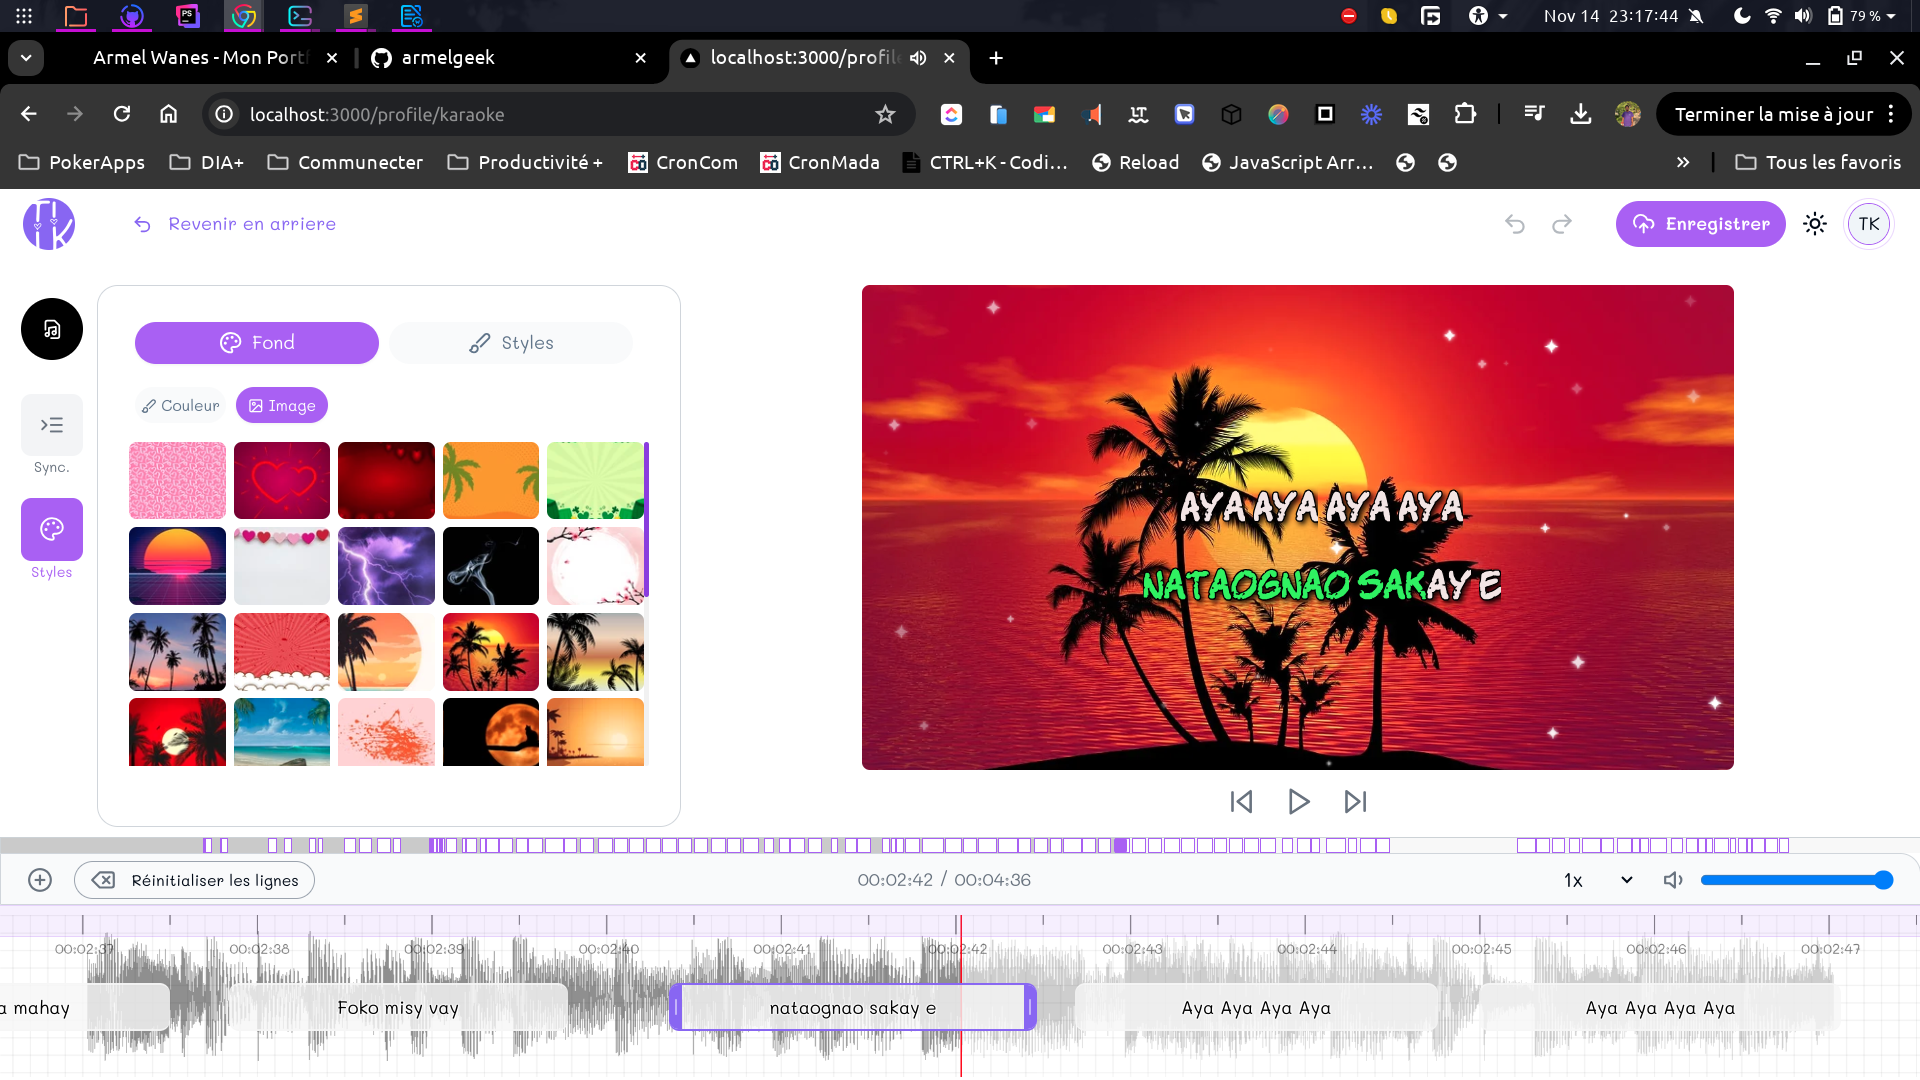 Nov 14 23:17:44
79 %
Armel Wanes - Mon Portf
armelgeek
localhost:3000/profile
localhost:3000/profile/karaoke
Terminer la mise à jour
PokerApps
DIA+
Communecter
Productivité +
CronCom
CronMada
CTRL+K - Codi...
Reload
JavaScript Arr...
Tous les favoris
TI
TK
Revenir en arriere
Enregistrer
TK
Fond
Styles
Couleur
Image
Sync.
Styles
AYA AYA AYA AYA
NATAOGNAO SAKAY E
Réinitialiser les lignes
00:02:42 / 00:04:36
1x
00:02:37
00:02:38
00:02:39
00:02:40
00:02:41
00:02:42
00:02:43
00:02:44
00:02:45
00:02:46
00:02:47
a mahay
Foko misy vay
nataognao sakay e
Aya Aya Aya Aya
Aya Aya Aya Aya